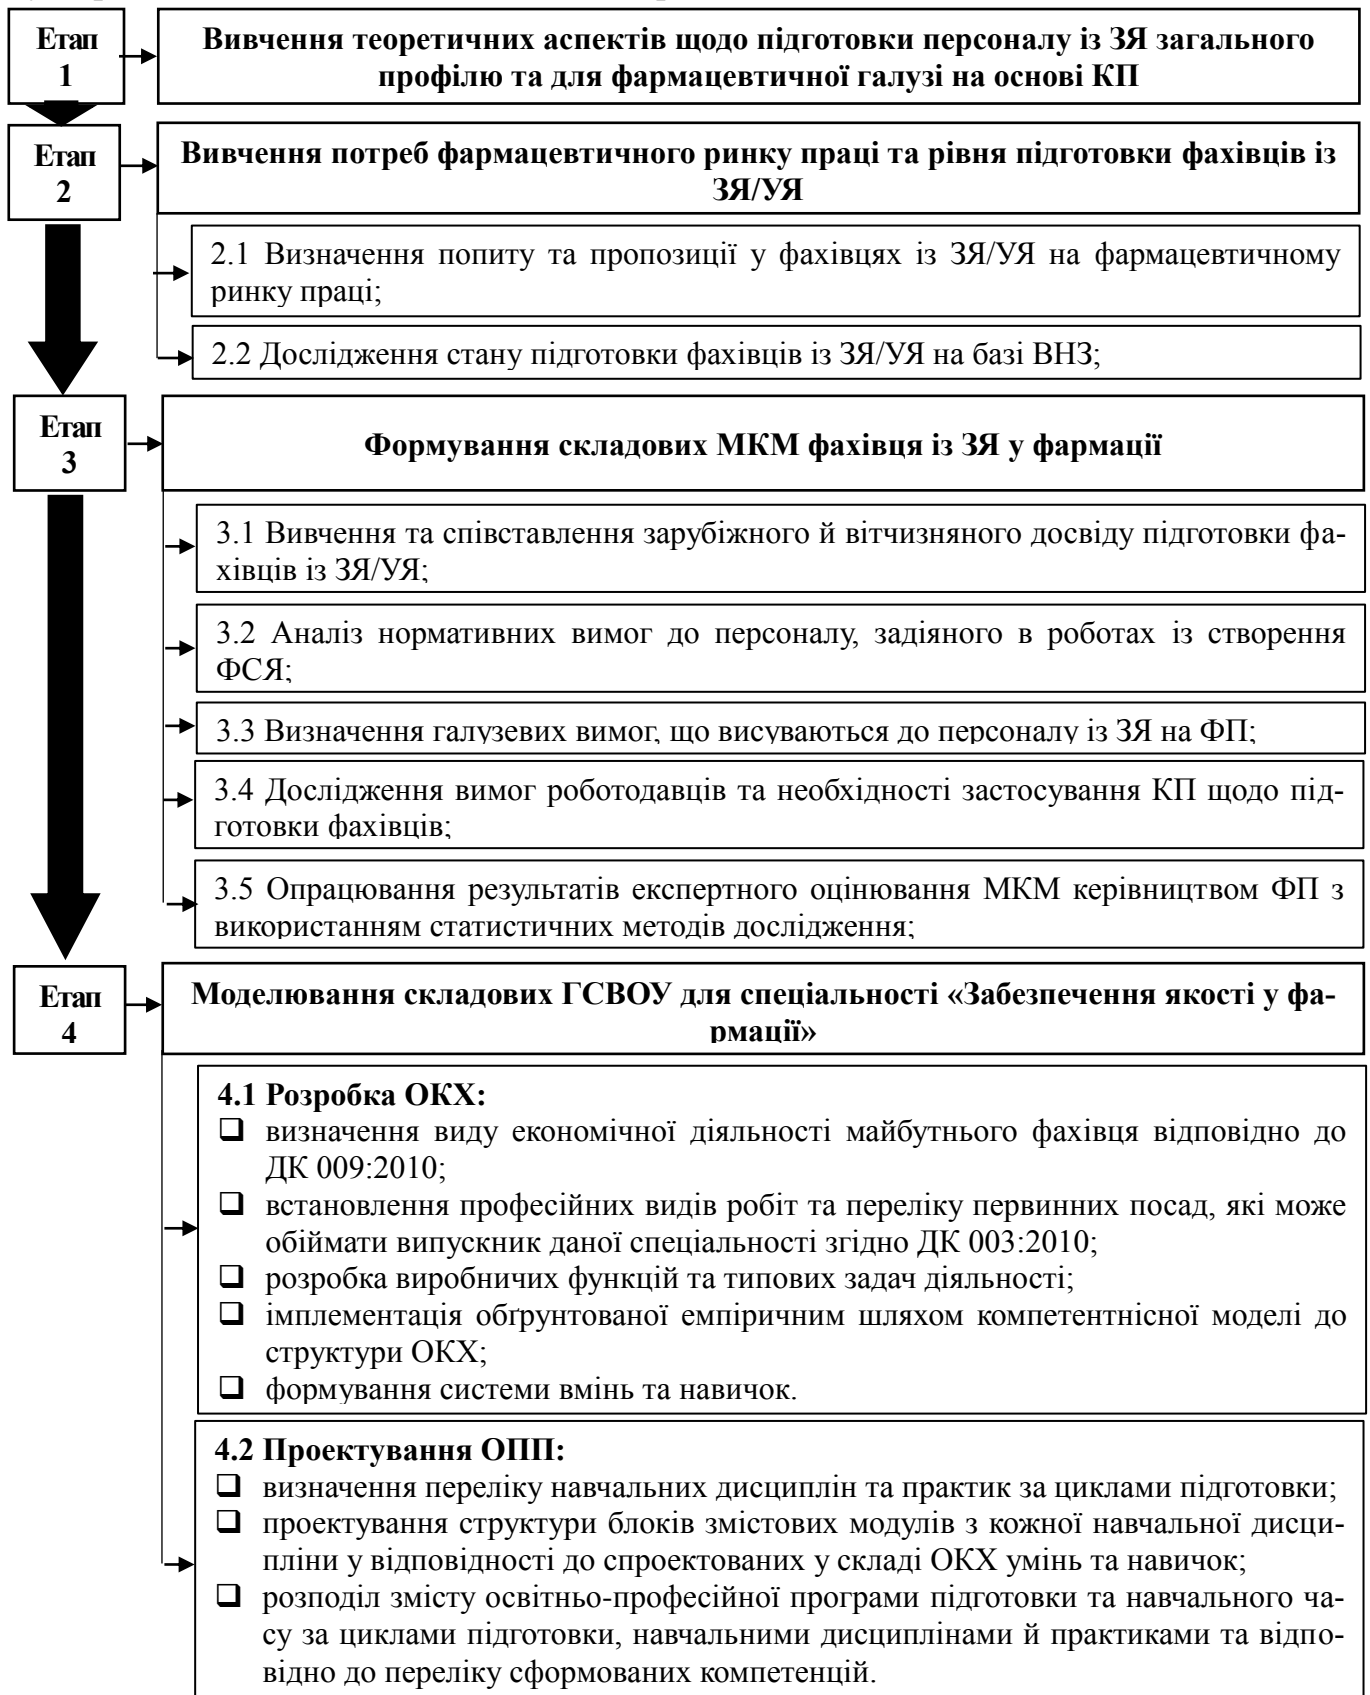 Етап
1
Вивчення теоретичних аспектів щодо підготовки персоналу із ЗЯ загального
профілю та для фармацевтичної галузі на основі КП
Етап
2
Вивчення потреб фармацевтичного ринку праці та рівня підготовки фахівців із
ЗЯ/УЯ
2.1 Визначення попиту та пропозиції у фахівцях із ЗЯ/УЯ на фармацевтичному
ринку праці;
2.2 Дослідження стану підготовки фахівців із ЗЯ/УЯ на базі ВНЗ;
Етап
3
Формування складових МКМ фахівця із ЗЯ у фармації
3.1 Вивчення та співставлення зарубіжного й вітчизняного досвіду підготовки фа-
хівців із ЗЯ/УЯ;
3.2 Аналіз нормативних вимог до персоналу, задіяного в роботах із створення
ФСЯ;
3.3 Визначення галузевих вимог, що висуваються до персоналу із ЗЯ на ФП;
3.4 Дослідження вимог роботодавців та необхідності застосування КП щодо під-
готовки фахівців;
3.5 Опрацювання результатів експертного оцінювання МКМ керівництвом ФП з
використанням статистичних методів дослідження;
Етап
4
Моделювання складових ГСВОУ для спеціальності «Забезпечення якості у фа-
рмації»
4.1 Розробка ОКХ:
❑ визначення виду економічної діяльності майбутнього фахівця відповідно до
ДК 009:2010;
❑ встановлення професійних видів робіт та переліку первинних посад, які може
обіймати випускник даної спеціальності згідно ДК 003:2010;
❑ розробка виробничих функцій та типових задач діяльності;
❑ імплементація обґрунтованої емпіричним шляхом компетентнісної моделі до
структури ОКХ;
❑ формування системи вмінь та навичок.
4.2 Проектування ОПП:
❑ визначення переліку навчальних дисциплін та практик за циклами підготовки;
❑ проектування структури блоків змістових модулів з кожної навчальної дисци-
пліни у відповідності до спроектованих у складі ОКХ умінь та навичок;
❑ розподіл змісту освітньо-професійної програми підготовки та навчального ча-
су за циклами підготовки, навчальними дисциплінами й практиками та відпо-
відно до переліку сформованих компетенцій.